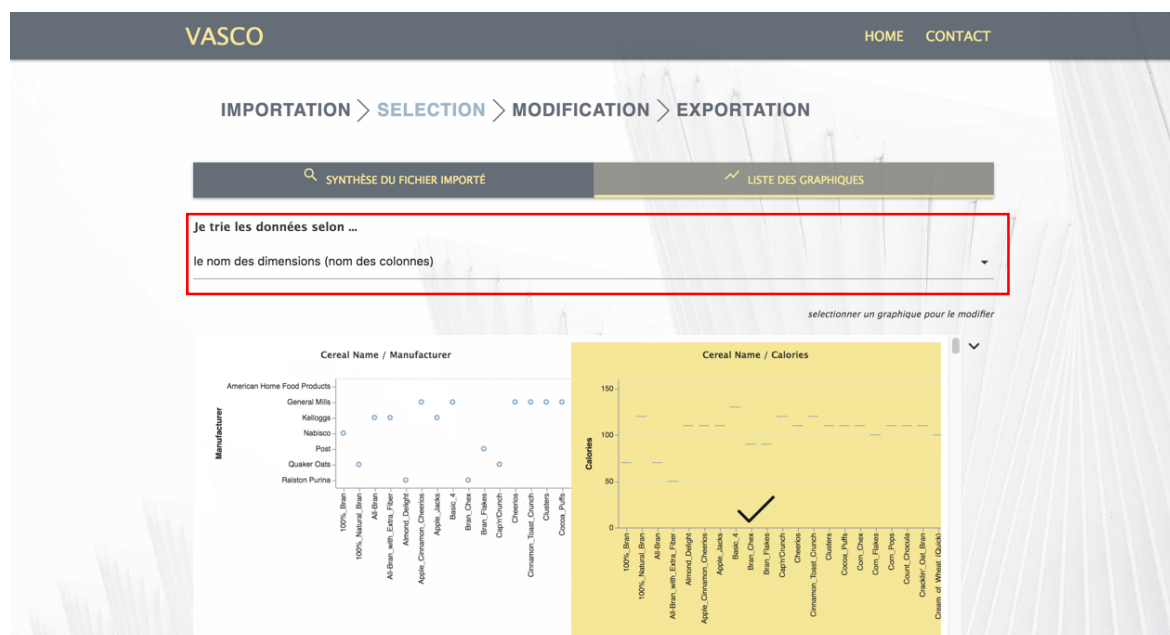 VASCO
HOME CONTACT
IMPORTATION > SELECTION > MODIFICATION > EXPORTATION
SYNTHÈSE DU FICHIER IMPORTÉ
LISTE DES GRAPHIQUES
Je trie les données selon ...
le nom des dimensions (nom des colonnes)
selectionner un graphique pour le modifier
Cereal Name / Manufacturer
Manufacturer
American Home Food Products
General Mills
Kelloggs
Nabisco
Post
Quaker Oats
Ralston Purina
100%_Bran
100%_Natural_Bran
All-Bran
All-Bran_with_Extra_Fiber
Almond_Delight
Apple_Cinnamon_Cheerios
Apple_Jacks
Basic_4
Bran_Chex
Bran_Flakes
Cap'n'Crunch
Cheerios
Cinnamon_Toast_Crunch
Clusters
Cocoa_Puffs
Cereal Name / Calories
Calories
150
100
50
0
100%_Bran
100%_Natural_Bran
All-Bran
All-Bran_with_Extra_Fiber
Almond_Delight
Apple_Cinnamon_Cheerios
Apple_Jacks
Basic_4
Bran_Chex
Bran_Flakes
Cap'n'Crunch
Cheerios
Cinnamon_Toast_Crunch
Clusters
Cocoa_Puffs
Corn_Chex
Corn_Flakes
Corn_Pops
Count_Chocula
Cracklin'_Oat_Bran
Cream_of_Wheat_(Quick)